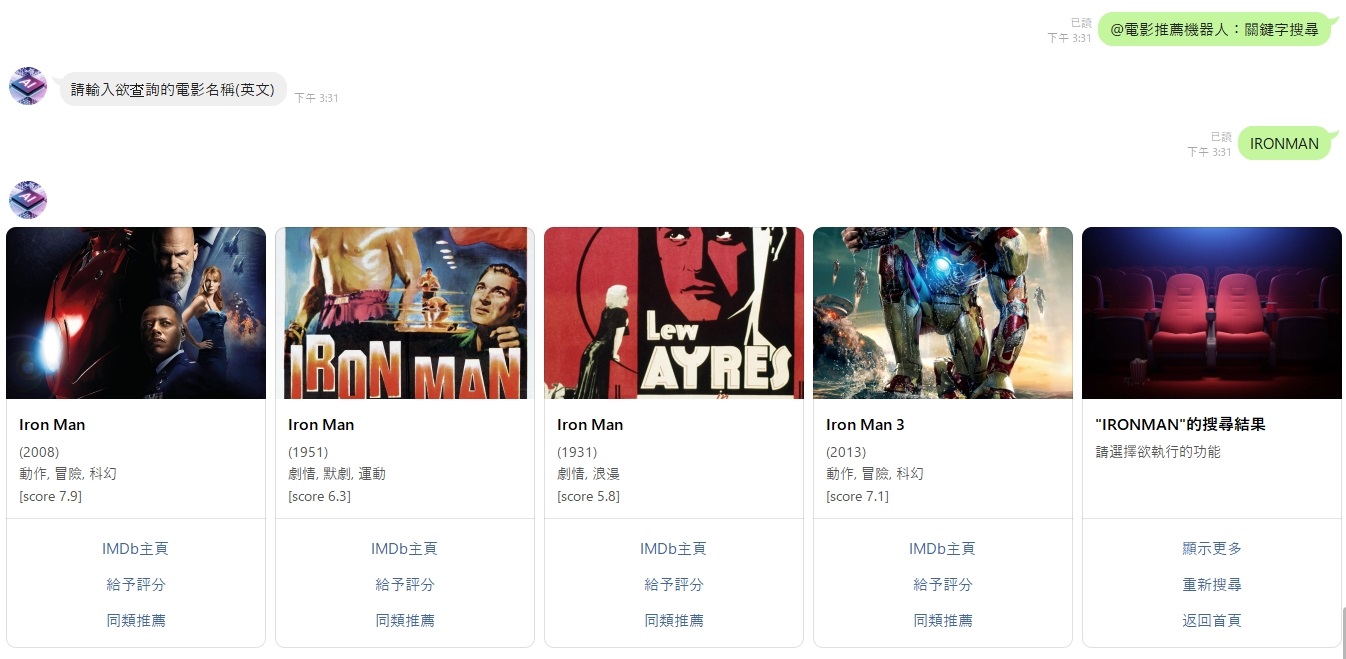 已讀
下午 3:31
@電影推薦機器人：關鍵字搜尋
請輸入欲查詢的電影名稱(英文)
下午 3:31
已讀
下午 3:31
IRONMAN
AI
IRON MAN
Lew
AYRES
Iron Man
(2008)
動作, 冒險, 科幻
[score 7.9]
IMDb主頁
給予評分
同類推薦
Iron Man
(1951)
劇情, 默劇, 運動
[score 6.3]
IMDb主頁
給予評分
同類推薦
Iron Man
(1931)
劇情, 浪漫
[score 5.8]
IMDb主頁
給予評分
同類推薦
Iron Man 3
(2013)
動作, 冒險, 科幻
[score 7.1]
IMDb主頁
給予評分
同類推薦
"IRONMAN"的搜尋結果
請選擇欲執行的功能
顯示更多
重新搜尋
返回首頁